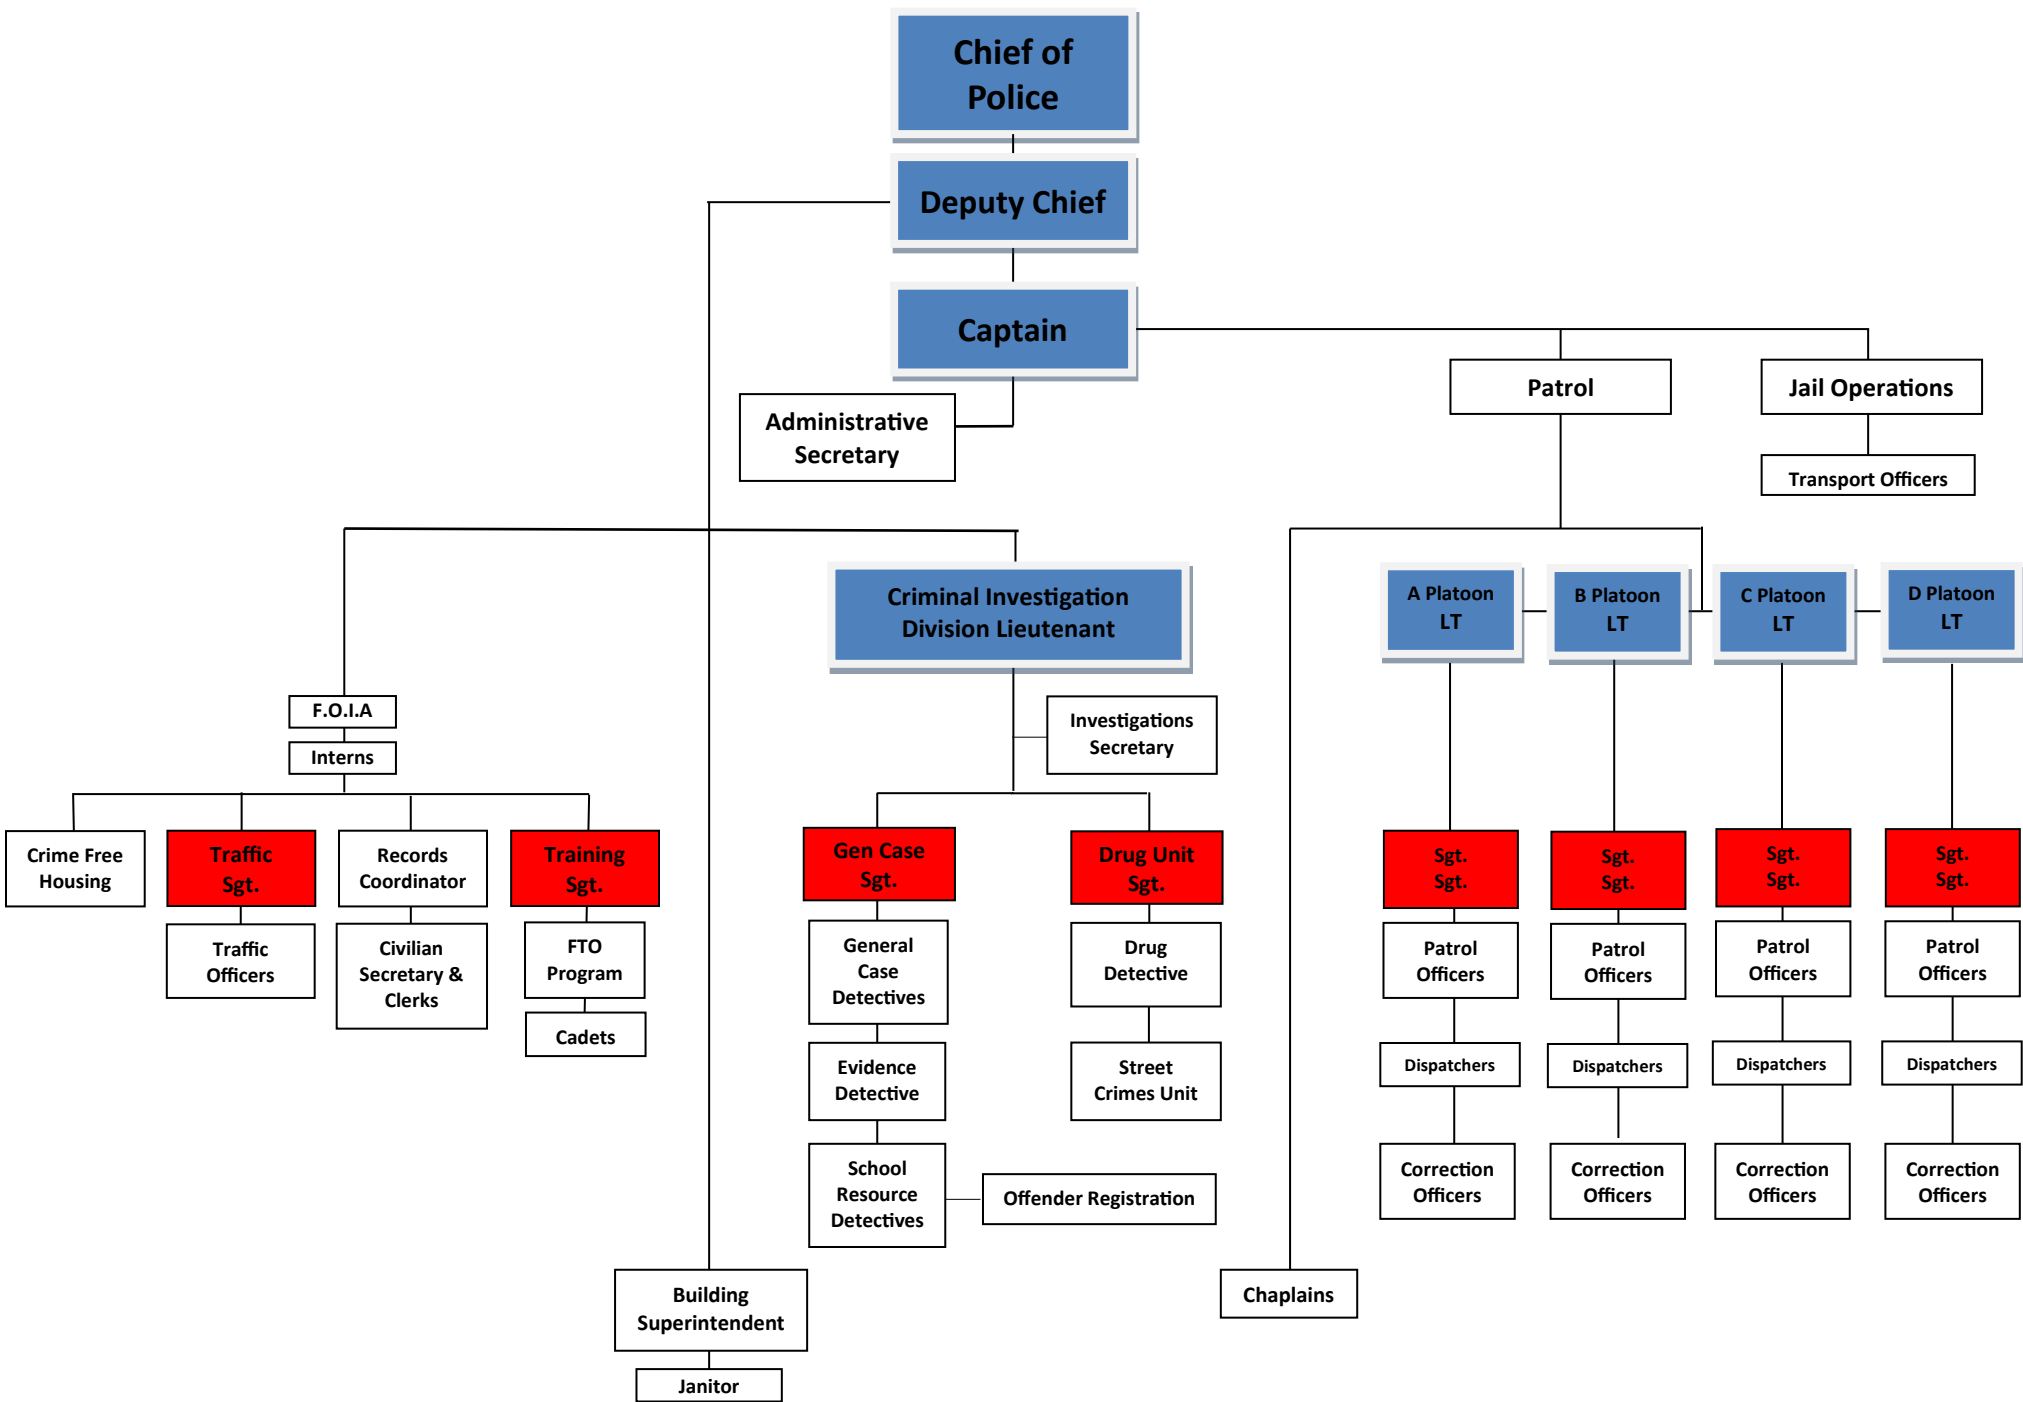 Chief of
Police
Deputy Chief
Captain
Administrative
Secretary
Patrol
Jail Operations
Transport Officers
Criminal Investigation
Division Lieutenant
A Platoon
LT
B Platoon
LT
C Platoon
LT
D Platoon
LT
F.O.I.A
Interns
Investigations
Secretary
Crime Free
Housing
Traffic
Sgt.
Records
Coordinator
Training
Sgt.
Gen Case
Sgt.
Drug Unit
Sgt.
Sgt.
Sgt.
Sgt.
Sgt.
Sgt.
Sgt.
Sgt.
Sgt.
Traffic
Officers
Civilian
Secretary &
Clerks
FTO
Program
Cadets
General
Case
Detectives
Drug
Detective
Patrol
Officers
Patrol
Officers
Patrol
Officers
Patrol
Officers
Evidence
Detective
Street
Crimes Unit
Dispatchers
Dispatchers
Dispatchers
Dispatchers
School
Resource
Detectives
Offender Registration
Correction
Officers
Correction
Officers
Correction
Officers
Correction
Officers
Building
Superintendent
Chaplains
Janitor